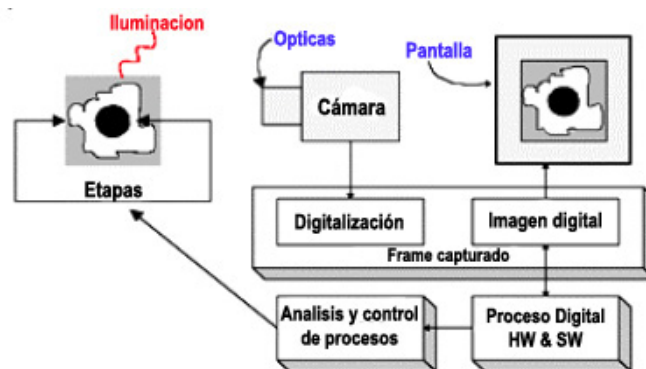 Iluminacion
Opticas
Pantalla
Cámara
Etapas
Digitalización
Imagen digital
Frame capturado
Analisis y control
de procesos
Proceso Digital
HW & SW